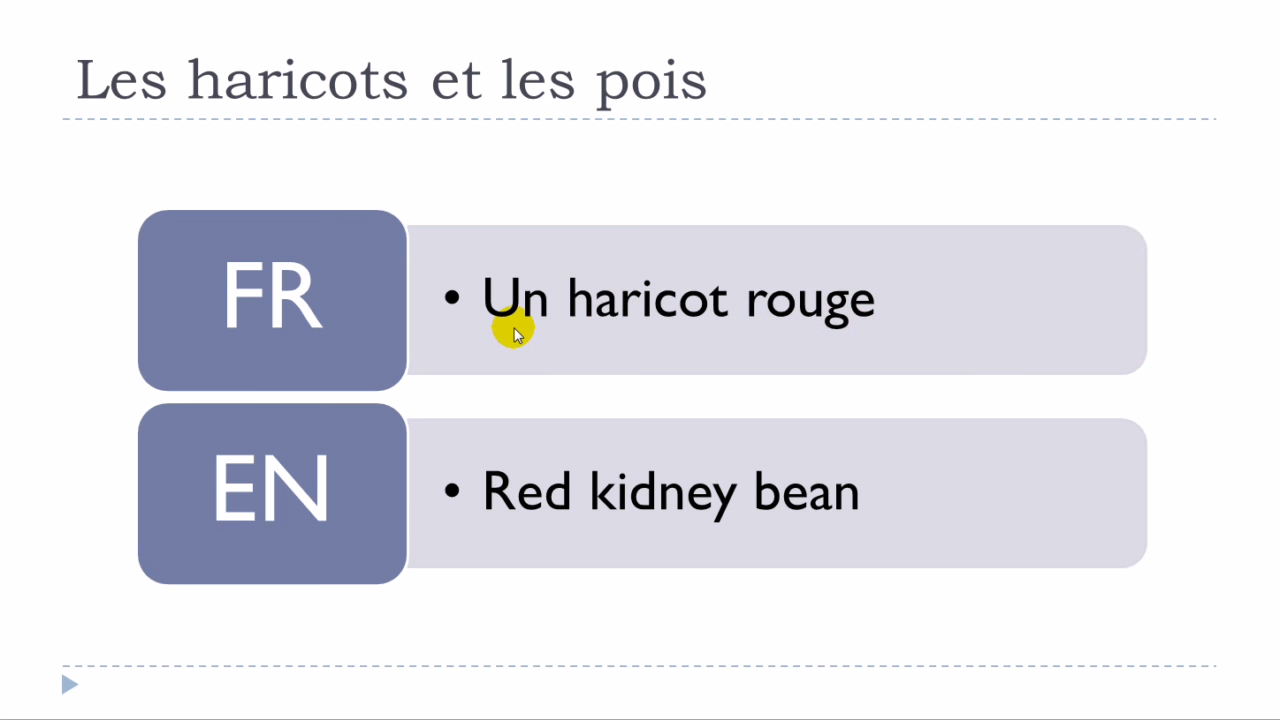 Les haricots et les pois
FR
• Un haricot rouge
EN
• Red kidney bean